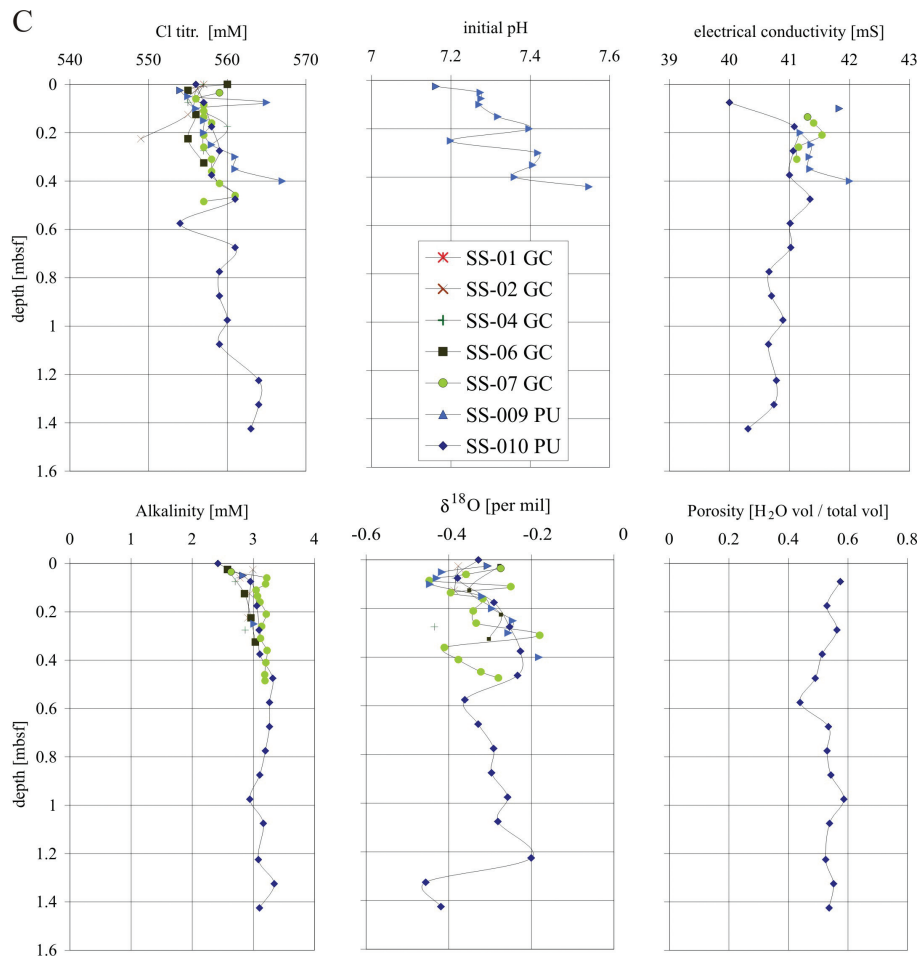 C
Cl titr. [mM]
540 550 560 570
0
0.2
0.4
0.6
0.8
1
1.2
1.4
1.6
depth [mbsf]
initial pH
7 7.2 7.4 7.6
electrical conductivity [mS]
39 40 41 42 43
SS-01 GC
SS-02 GC
SS-04 GC
SS-06 GC
SS-07 GC
SS-009 PU
SS-010 PU
Alkalinity [mM]
0 1 2 3 4
0
0.2
0.4
0.6
0.8
1
1.2
1.4
1.6
depth [mbsf]
δ¹⁸O [per mil]
-0.6 -0.4 -0.2 0
Porosity [H₂O vol / total vol]
0 0.2 0.4 0.6 0.8